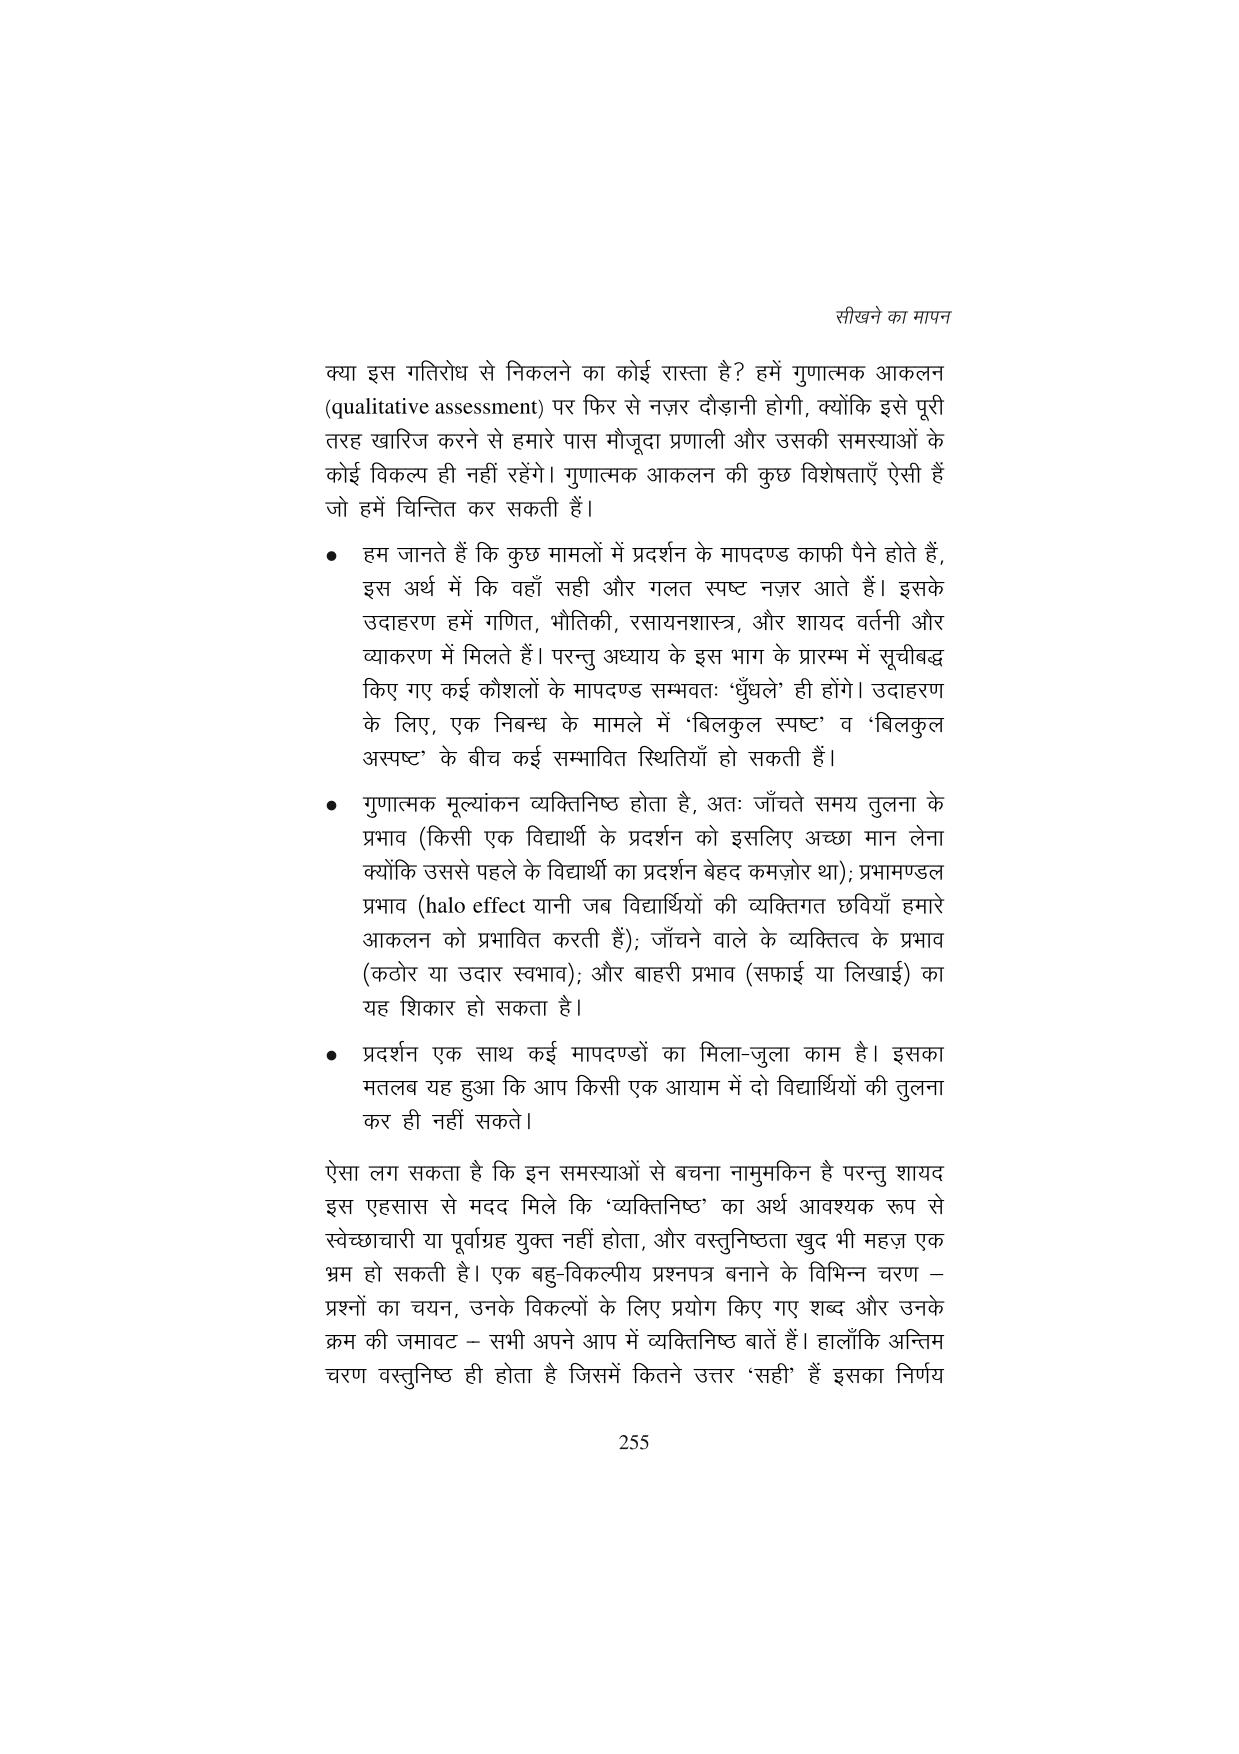 सीखने का मापन
क्या इस गतिरोध से निकलने का कोई रास्ता है? हमें गुणात्मक आकलन
(qualitative assessment) पर फिर से नज़र दौड़ानी होगी, क्योंकि इसे पूरी
तरह खारिज करने से हमारे पास मौजूदा प्रणाली और उसकी समस्याओं के
कोई विकल्प ही नहीं रहेंगे। गुणात्मक आकलन की कुछ विशेषताएँ ऐसी हैं
जो हमें चिन्तित कर सकती हैं।
● हम जानते हैं कि कुछ मामलों में प्रदर्शन के मापदण्ड काफी पैने होते हैं,
इस अर्थ में कि वहाँ सही और गलत स्पष्ट नज़र आते हैं। इसके
उदाहरण हमें गणित, भौतिकी, रसायनशास्त्र, और शायद वर्तनी और
व्याकरण में मिलते हैं। परन्तु अध्याय के इस भाग के प्रारम्भ में सूचीबद्ध
किए गए कई कौशलों के मापदण्ड सम्भवतः ‘धुँधले’ ही होंगे। उदाहरण
के लिए, एक निबन्ध के मामले में ‘बिलकुल स्पष्ट’ व ‘बिलकुल
अस्पष्ट’ के बीच कई सम्भावित स्थितियाँ हो सकती हैं।
● गुणात्मक मूल्यांकन व्यक्तिनिष्ठ होता है, अतः जाँचते समय तुलना के
प्रभाव (किसी एक विद्यार्थी के प्रदर्शन को इसलिए अच्छा मान लेना
क्योंकि उससे पहले के विद्यार्थी का प्रदर्शन बेहद कमज़ोर था); प्रभामण्डल
प्रभाव (halo effect यानी जब विद्यार्थियों की व्यक्तिगत छवियाँ हमारे
आकलन को प्रभावित करती हैं); जाँचने वाले के व्यक्तित्व के प्रभाव
(कठोर या उदार स्वभाव); और बाहरी प्रभाव (सफाई या लिखाई) का
यह शिकार हो सकता है।
● प्रदर्शन एक साथ कई मापदण्डों का मिला-जुला काम है। इसका
मतलब यह हुआ कि आप किसी एक आयाम में दो विद्यार्थियों की तुलना
कर ही नहीं सकते।
ऐसा लग सकता है कि इन समस्याओं से बचना नामुमकिन है परन्तु शायद
इस एहसास से मदद मिले कि ‘व्यक्तिनिष्ठ’ का अर्थ आवश्यक रूप से
स्वेच्छाचारी या पूर्वाग्रह युक्त नहीं होता, और वस्तुनिष्ठता खुद भी महज़ एक
भ्रम हो सकती है। एक बहु-विकल्पीय प्रश्नपत्र बनाने के विभिन्न चरण –
प्रश्नों का चयन, उनके विकल्पों के लिए प्रयोग किए गए शब्द और उनके
क्रम की जमावट – सभी अपने आप में व्यक्तिनिष्ठ बातें हैं। हालाँकि अन्तिम
चरण वस्तुनिष्ठ ही होता है जिसमें कितने उत्तर ‘सही’ हैं इसका निर्णय
255